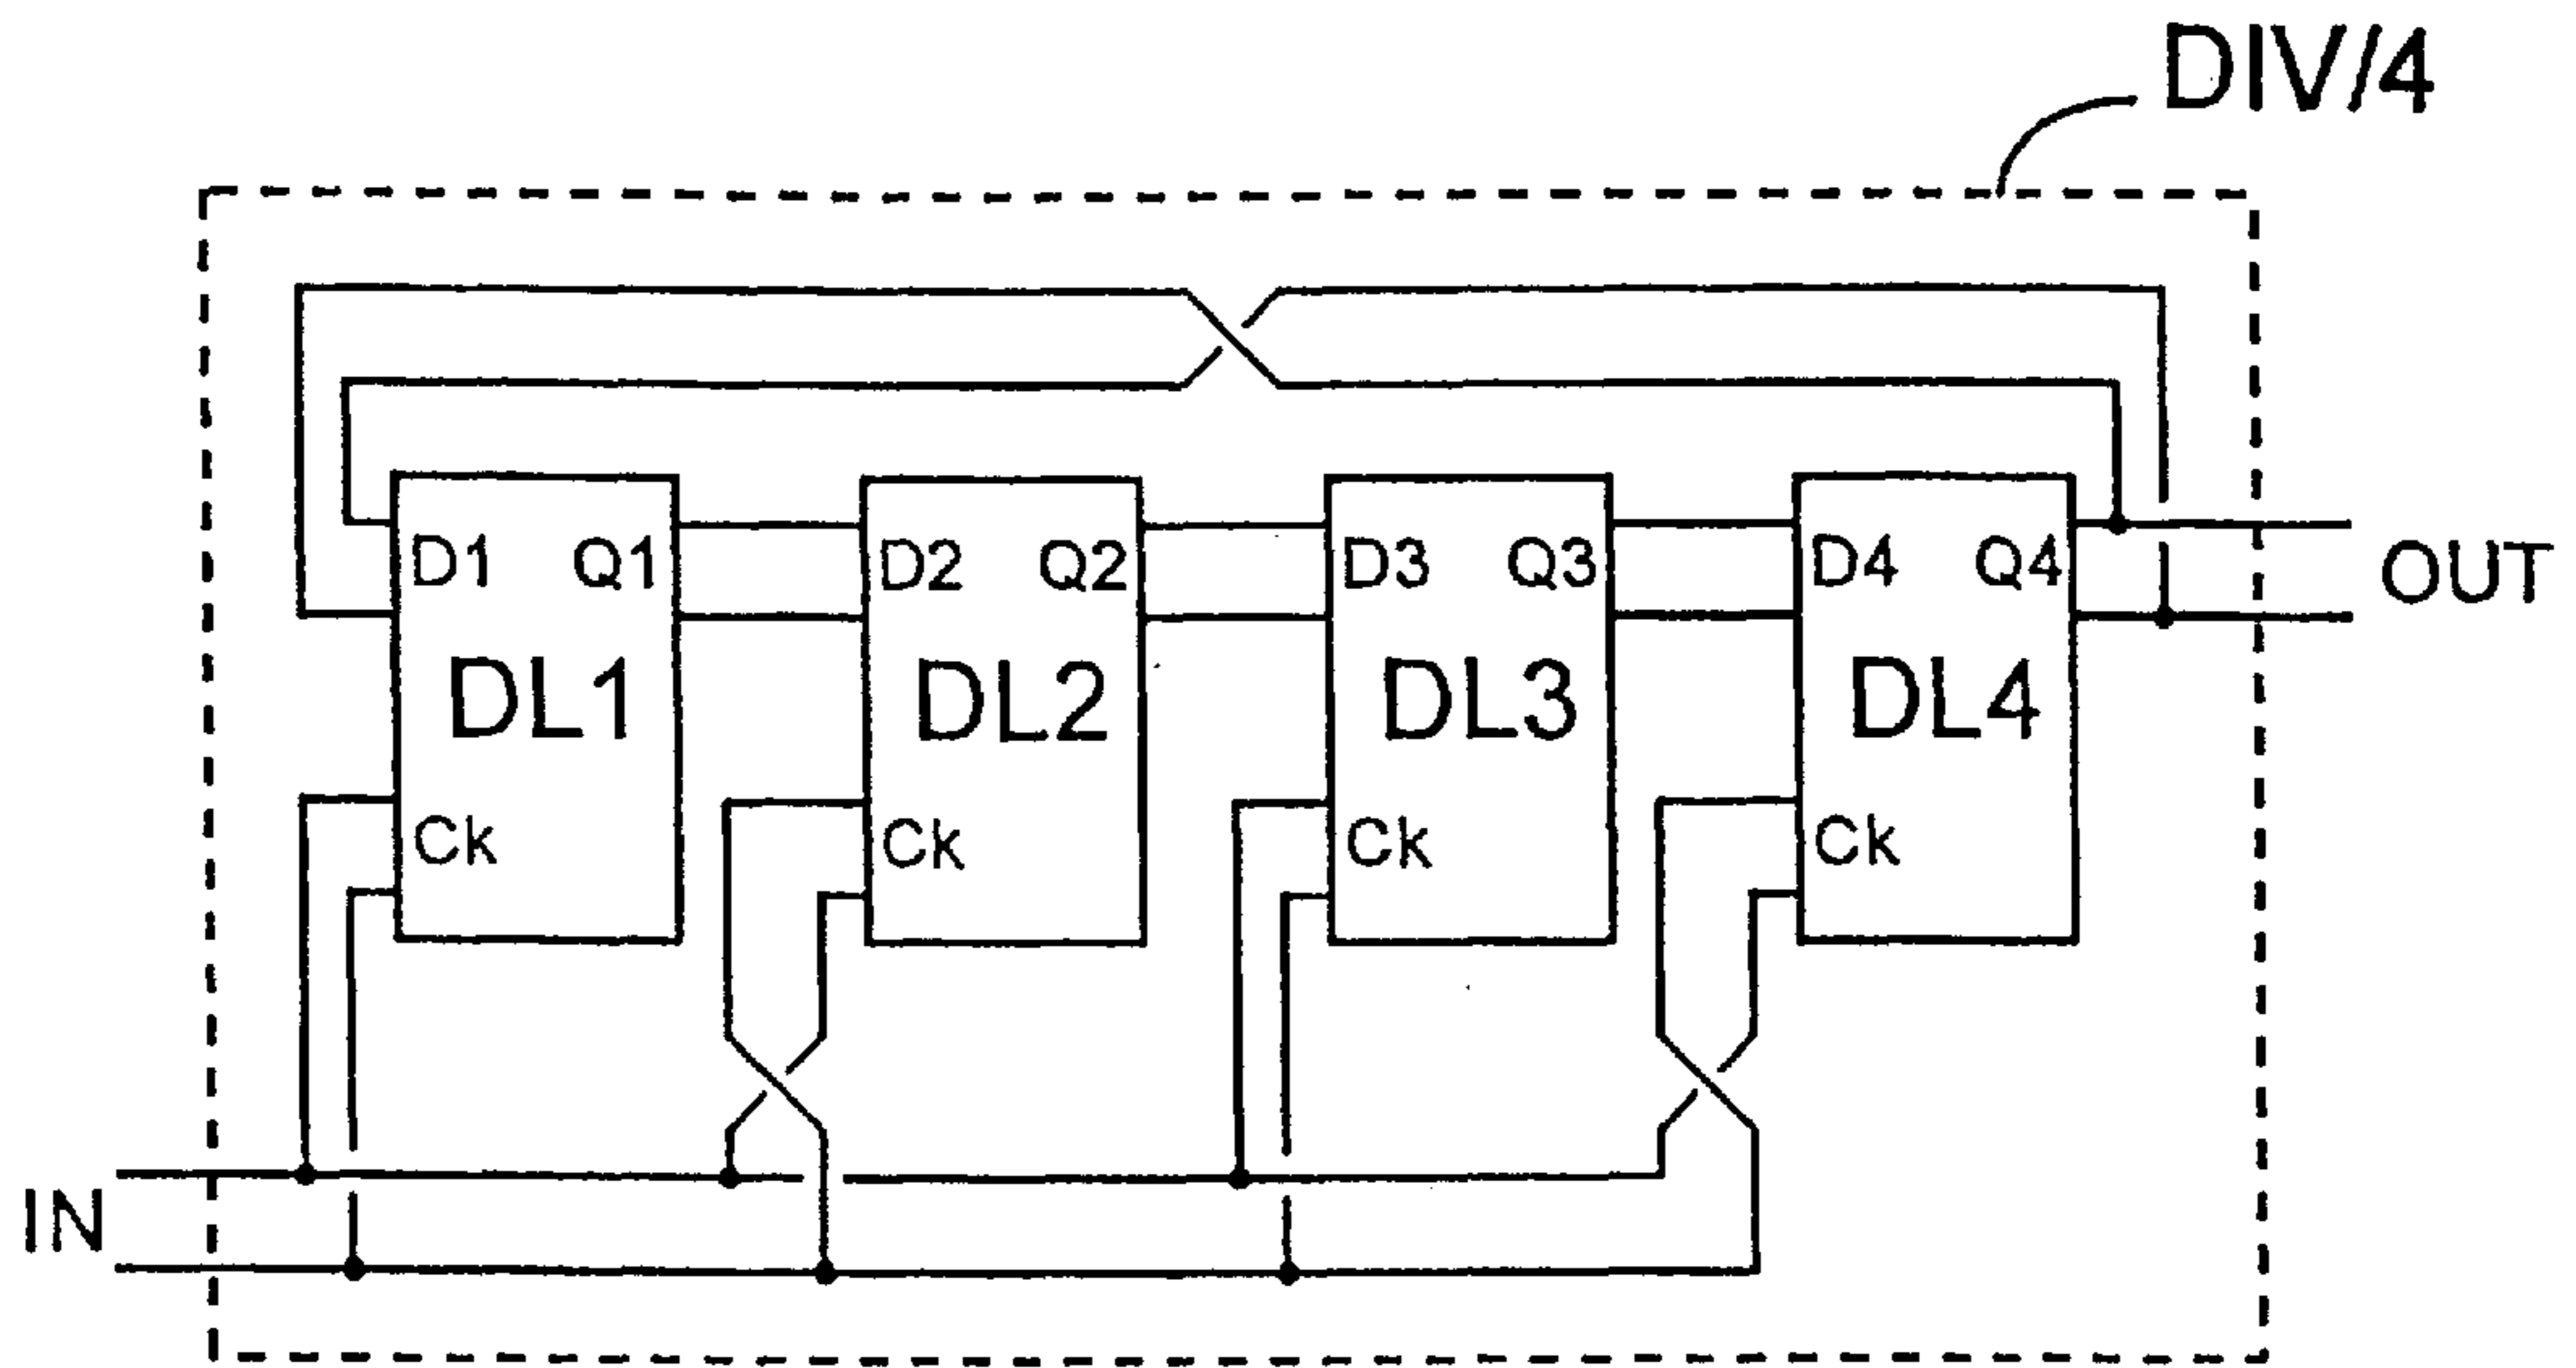 DIV/4
D1 Q1 D2 Q2 D3 Q3 D4 Q4
OUT
DL1 DL2 DL3 DL4
Ck Ck Ck Ck
IN